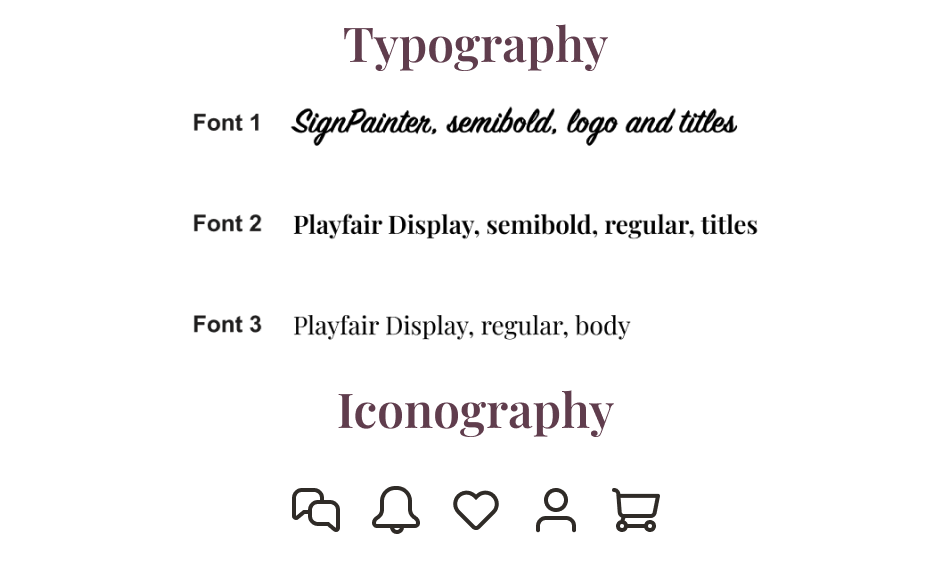 Typography
Font 1 SignPainter, semibold, logo and titles
Font 2 Playfair Display, semibold, regular, titles
Font 3 Playfair Display, regular, body
Iconography